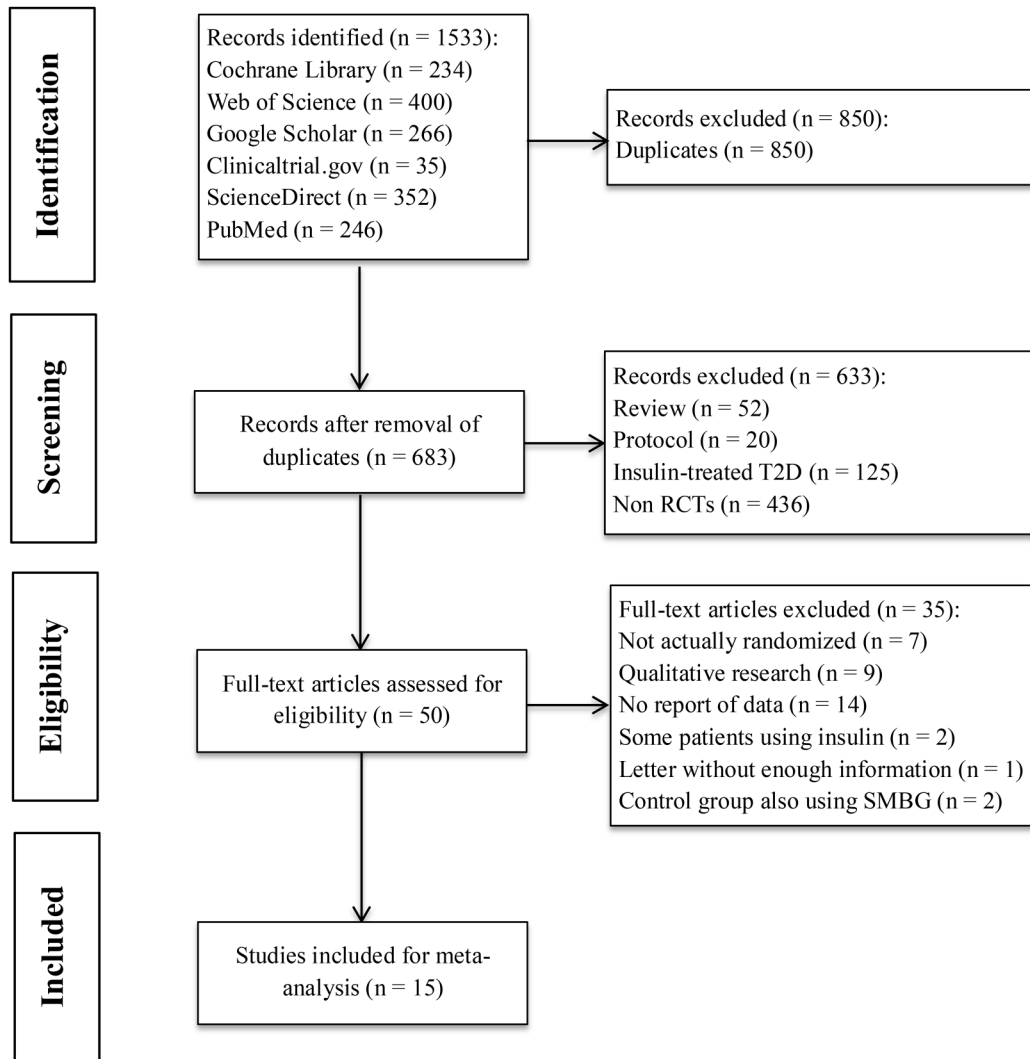 Identification
Records identified (n = 1533):
Cochrane Library (n = 234)
Web of Science (n = 400)
Google Scholar (n = 266)
Clinicaltrial.gov (n = 35)
ScienceDirect (n = 352)
PubMed (n = 246)
Records excluded (n = 850):
Duplicates (n = 850)
Screening
Records after removal of
duplicates (n = 683)
Records excluded (n = 633):
Review (n = 52)
Protocol (n = 20)
Insulin-treated T2D (n = 125)
Non RCTs (n = 436)
Eligibility
Full-text articles assessed for
eligibility (n = 50)
Full-text articles excluded (n = 35):
Not actually randomized (n = 7)
Qualitative research (n = 9)
No report of data (n = 14)
Some patients using insulin (n = 2)
Letter without enough information (n = 1)
Control group also using SMBG (n = 2)
Included
Studies included for meta-
analysis (n = 15)